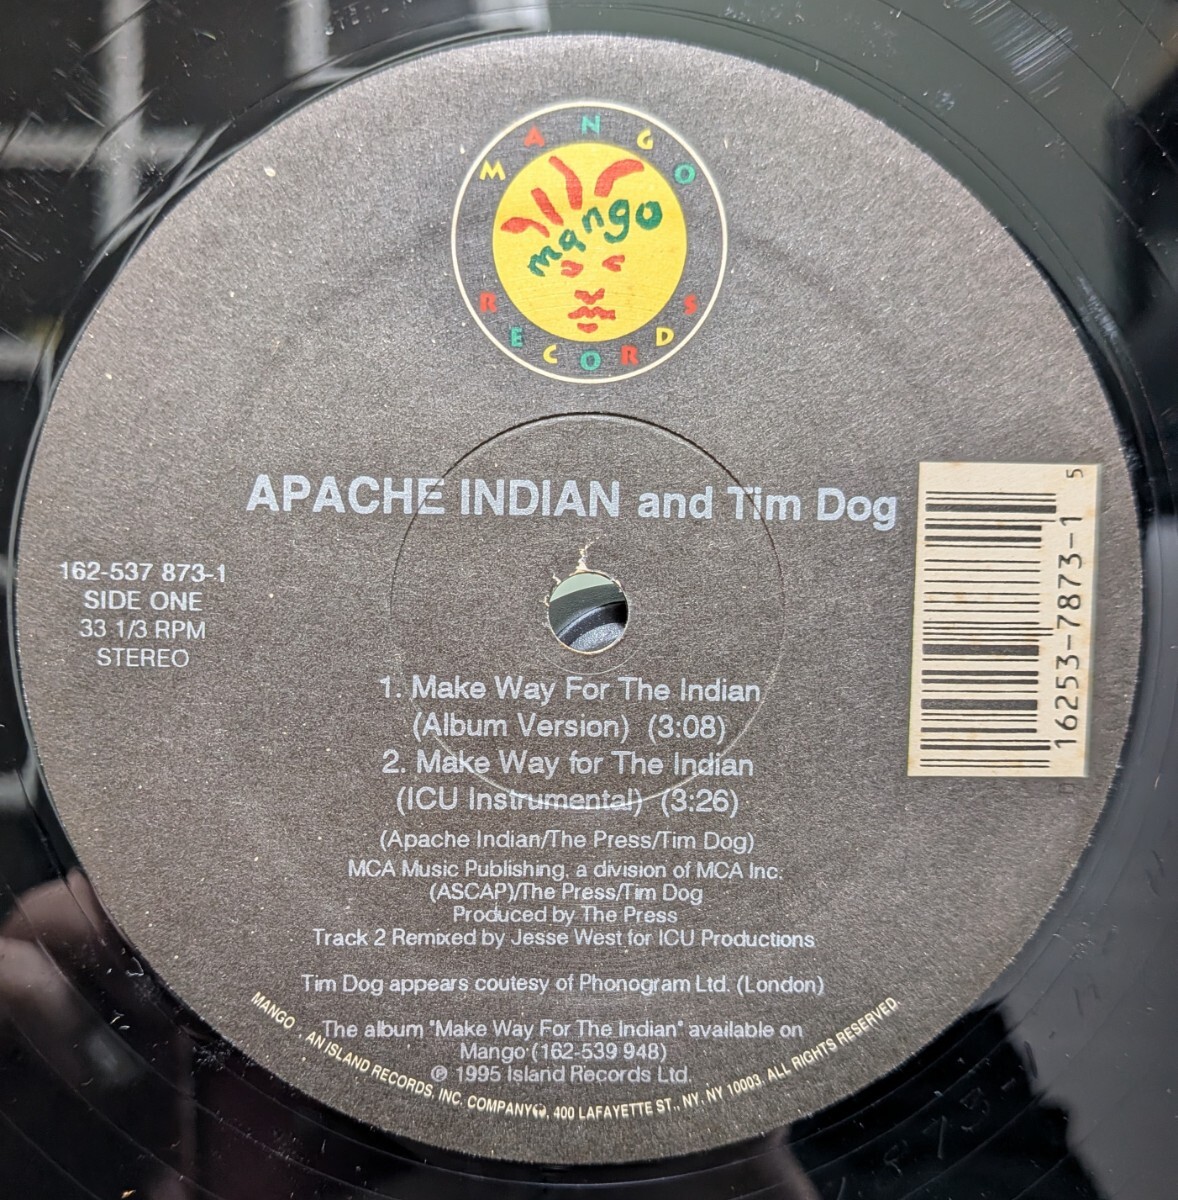 MANGO
mango
RECORDS
APACHE INDIAN and Tim Dog
162-537 873-1
SIDE ONE
33 1/3 RPM
STEREO
5
16253-7873-1
1. Make Way For The Indian
(Album Version) (3:08)
2. Make Way for The Indian
(ICU Instrumental) (3:26)
(Apache Indian/The Press/Tim Dog)
MCA Music Publishing, a division of MCA Inc.
(ASCAP)/The Press/Tim Dog
Produced by The Press
Track 2 Remixed by Jesse West for ICU Productions
Tim Dog appears coutesy of Phonogram Ltd. (London)
The album "Make Way For The Indian" available on
Mango (162-539 948)
℗ 1995 Island Records Ltd.
MANGO . AN ISLAND RECORDS, INC. COMPANY, 400 LAFAYETTE ST., NY, NY 10003. ALL RIGHTS RESERVED.